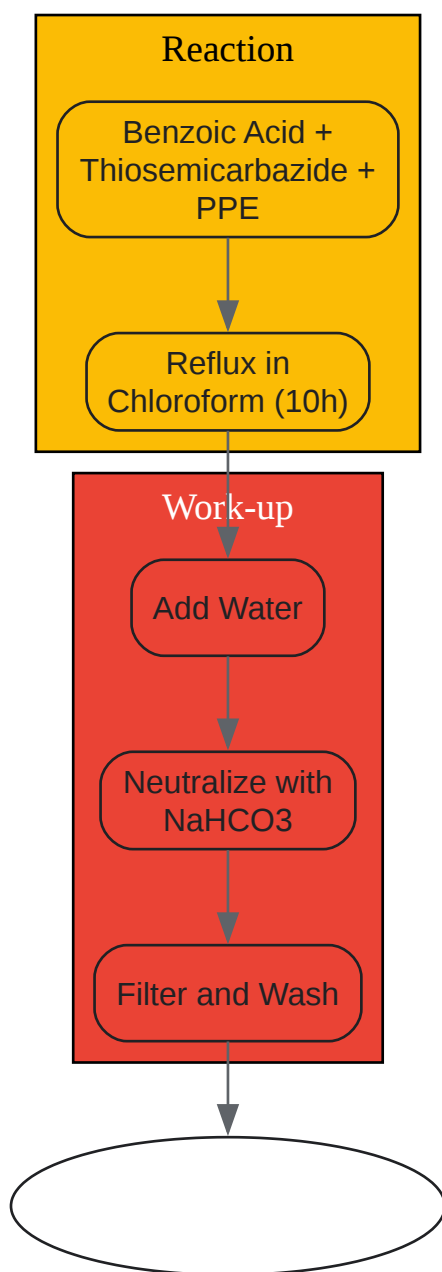 Reaction
Benzoic Acid +
Thiosemicarbazide +
PPE
Reflux in
Chloroform (10h)
Work-up
Add Water
Neutralize with
NaHCO3
Filter and Wash